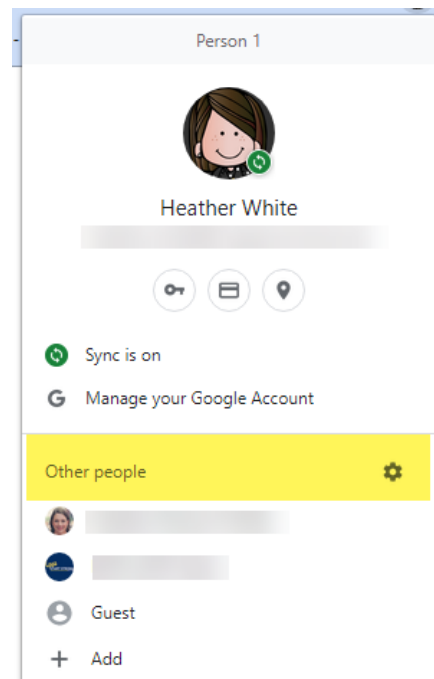 Person 1
Heather White
Sync is on
G Manage your Google Account
Other people
Guest
Add